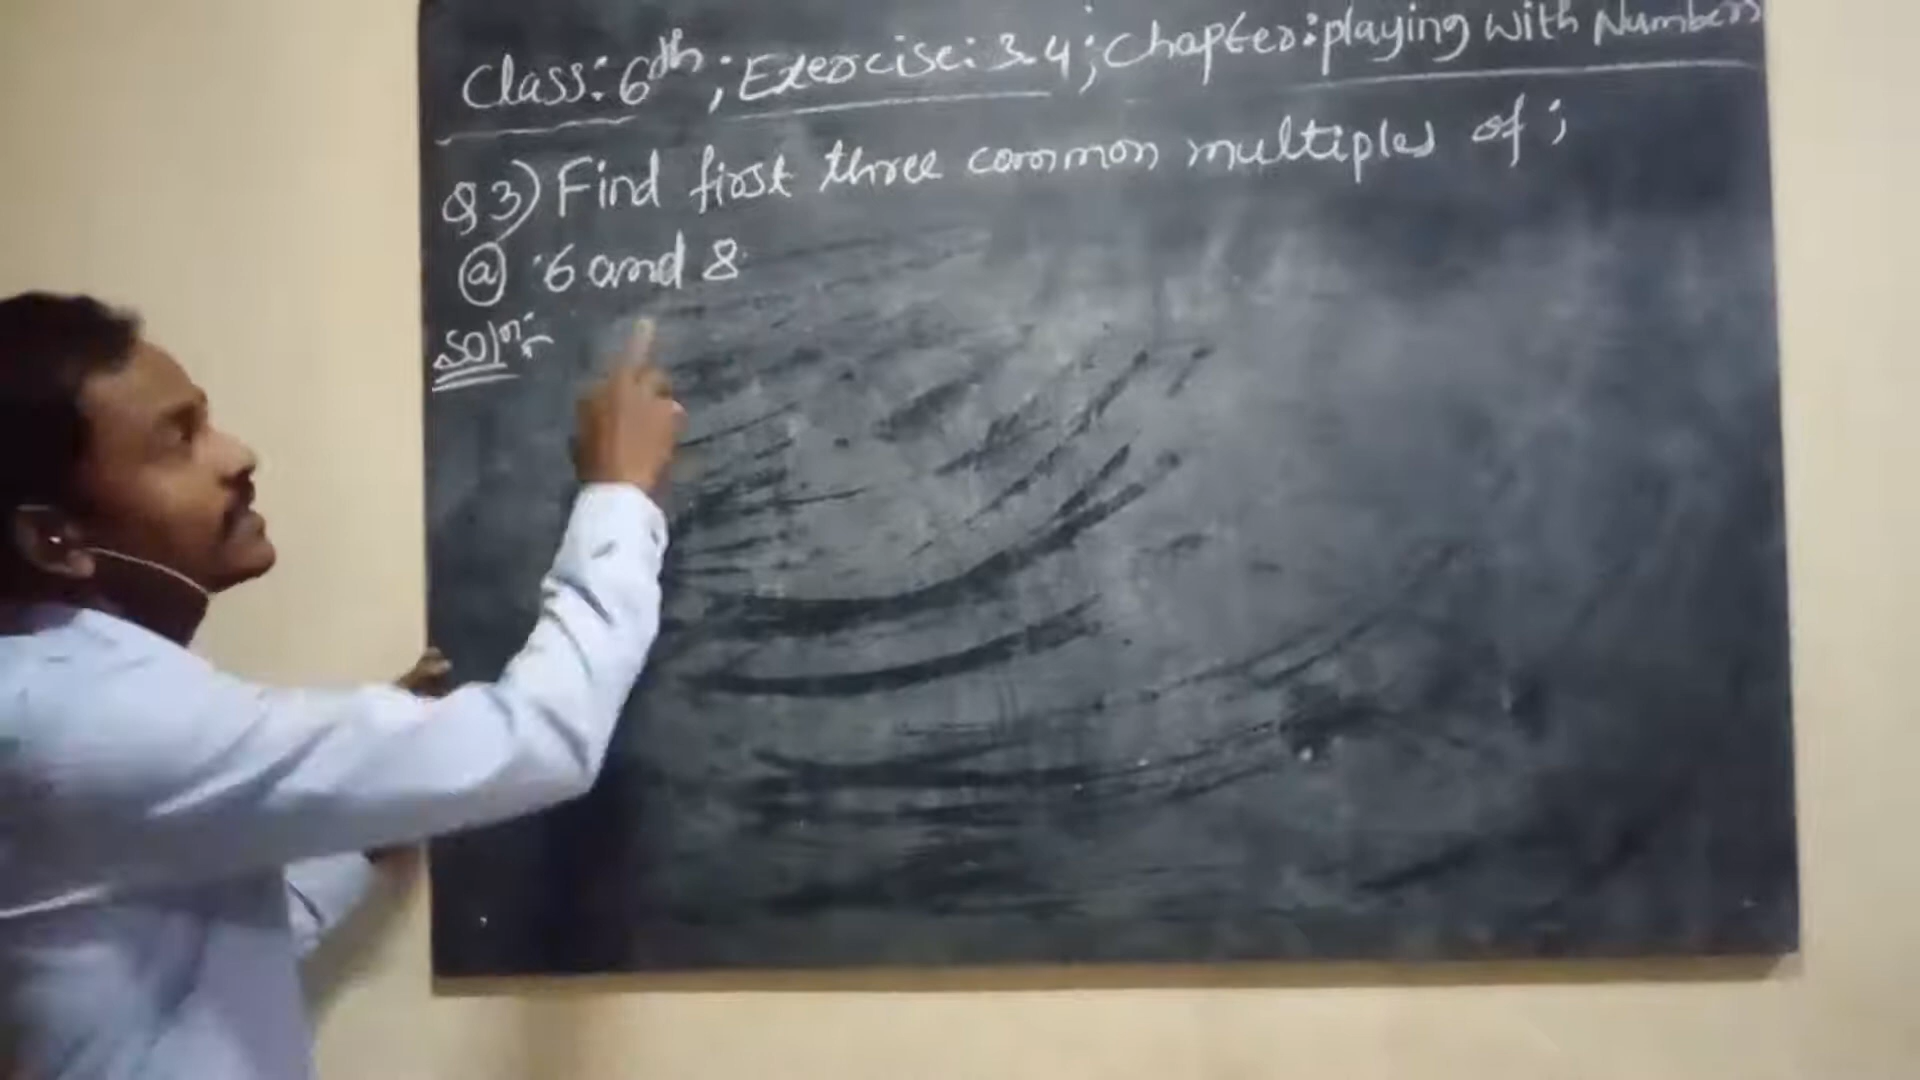 Class: 6th ; Exercise: 3.4 ; Chapter: playing with Numbers
Q3) Find first three common multiples of ;
(a) 6 and 8
Soln:-